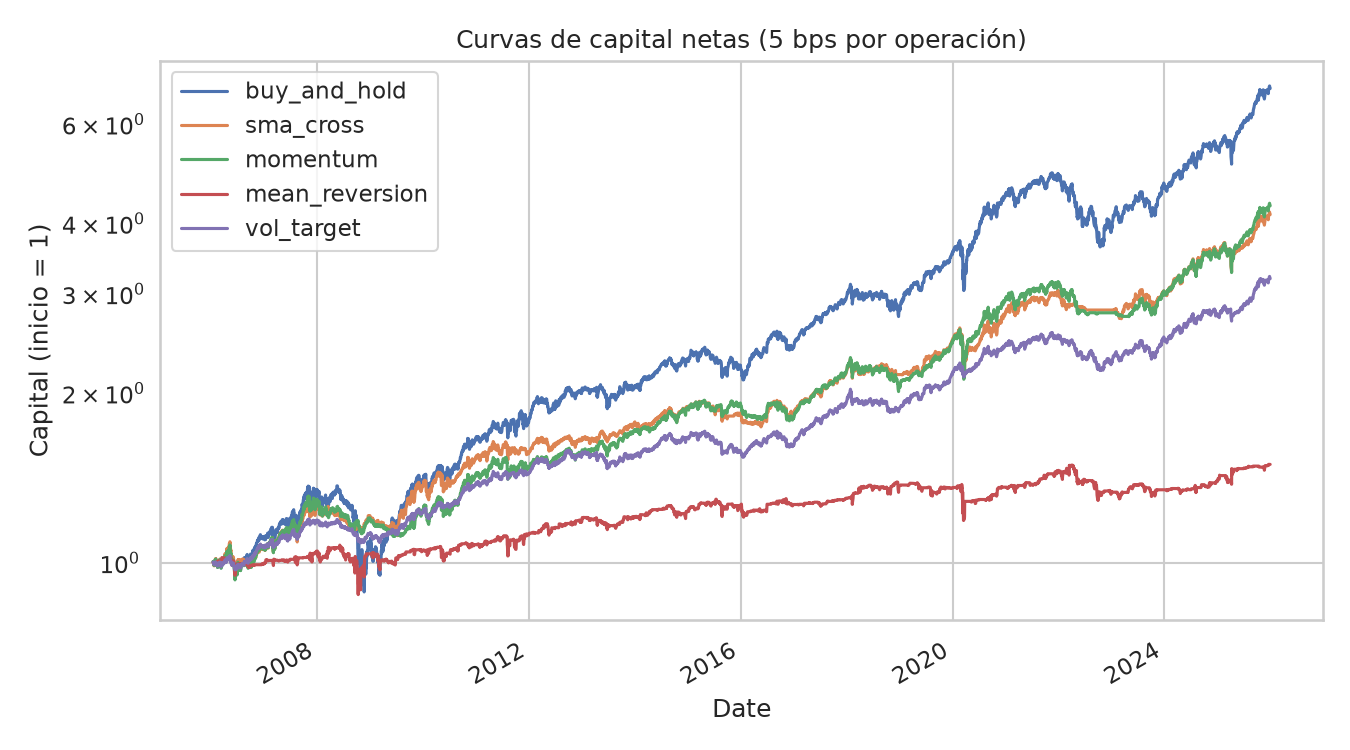 Curvas de capital netas (5 bps por operación)
buy_and_hold
sma_cross
momentum
mean_reversion
vol_target
Capital (inicio = 1)
6 × 10⁰
4 × 10⁰
3 × 10⁰
2 × 10⁰
10⁰
2008
2012
2016
2020
2024
Date